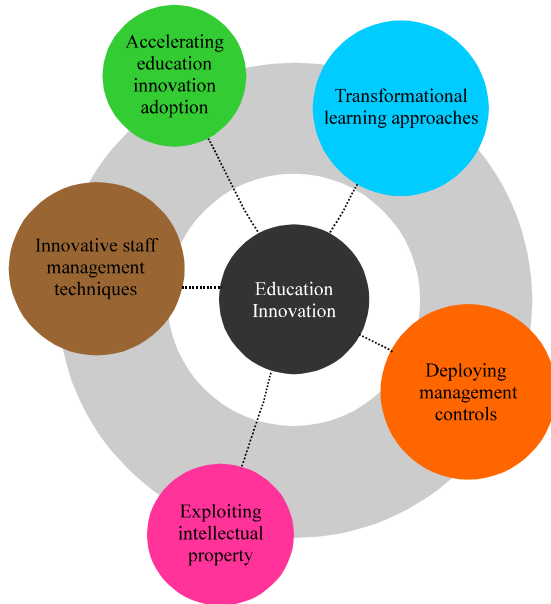 Accelerating
education
innovation
adoption
Transformational
learning approaches
Innovative staff
management
techniques
Education
Innovation
Deploying
management
controls
Exploiting
intellectual
property